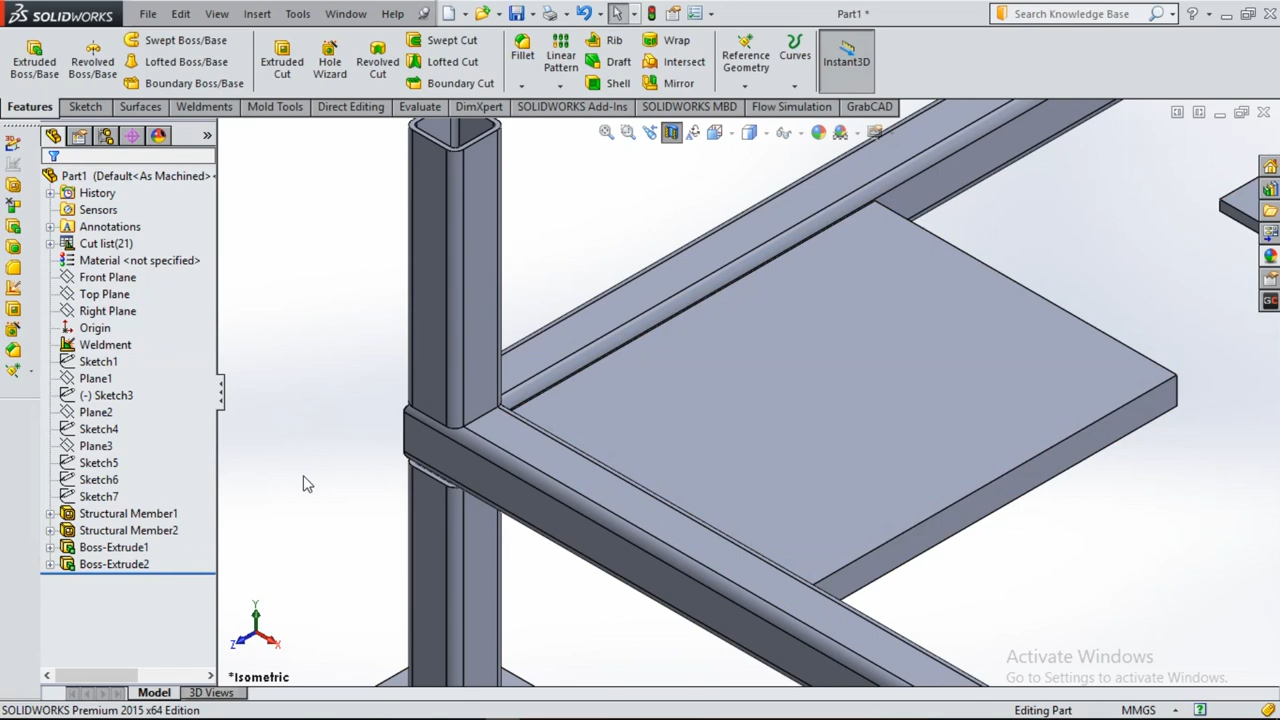 SOLIDWORKS File Edit View Insert Tools Window Help Part1 * Search Knowledge Base
Extruded Boss/Base
Revolved Boss/Base
Swept Boss/Base
Lofted Boss/Base
Boundary Boss/Base
Extruded Cut
Hole Wizard
Revolved Cut
Swept Cut
Lofted Cut
Boundary Cut
Fillet
Linear Pattern
Rib
Draft
Shell
Wrap
Intersect
Mirror
Reference Geometry
Curves
Instant3D
Features Sketch Surfaces Weldments Mold Tools Direct Editing Evaluate DimXpert SOLIDWORKS Add-Ins SOLIDWORKS MBD Flow Simulation GrabCAD
Part1 (Default<As Machined>
History
Sensors
Annotations
Cut list(21)
Material <not specified>
Front Plane
Top Plane
Right Plane
Origin
Weldment
Sketch1
Plane1
(-) Sketch3
Plane2
Sketch4
Plane3
Sketch5
Sketch6
Sketch7
Structural Member1
Structural Member2
Boss-Extrude1
Boss-Extrude2
Y
Z X
*Isometric
Activate Windows
Go to Settings to activate Windows.
Model 3D Views
SOLIDWORKS Premium 2015 x64 Edition Editing Part MMGS